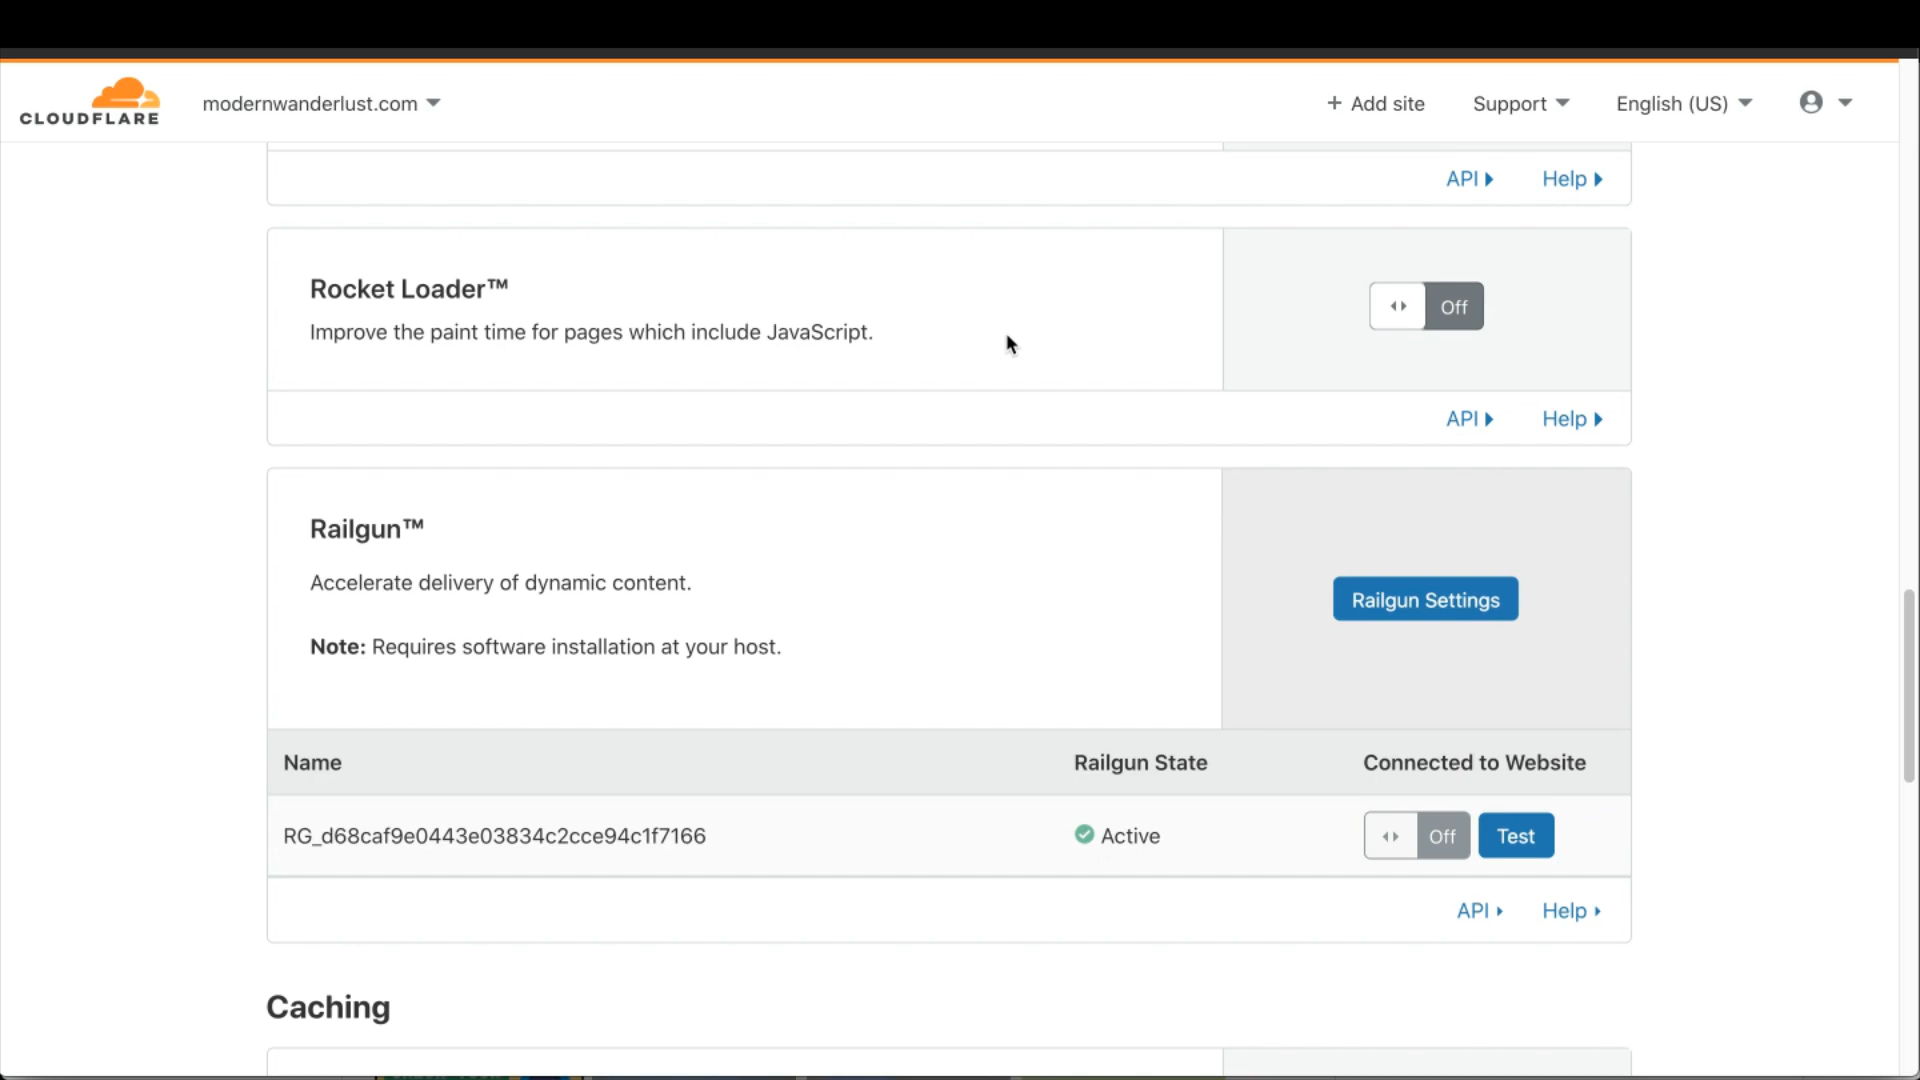 CLOUDFLARE
modernwanderlust.com
+ Add site
Support
English (US)
API
Help
Rocket Loader™
Improve the paint time for pages which include JavaScript.
Off
API
Help
Railgun™
Accelerate delivery of dynamic content.
Note: Requires software installation at your host.
Railgun Settings
Name
Railgun State
Connected to Website
RG_d68caf9e0443e03834c2cce94c1f7166
Active
Off
Test
API
Help
Caching